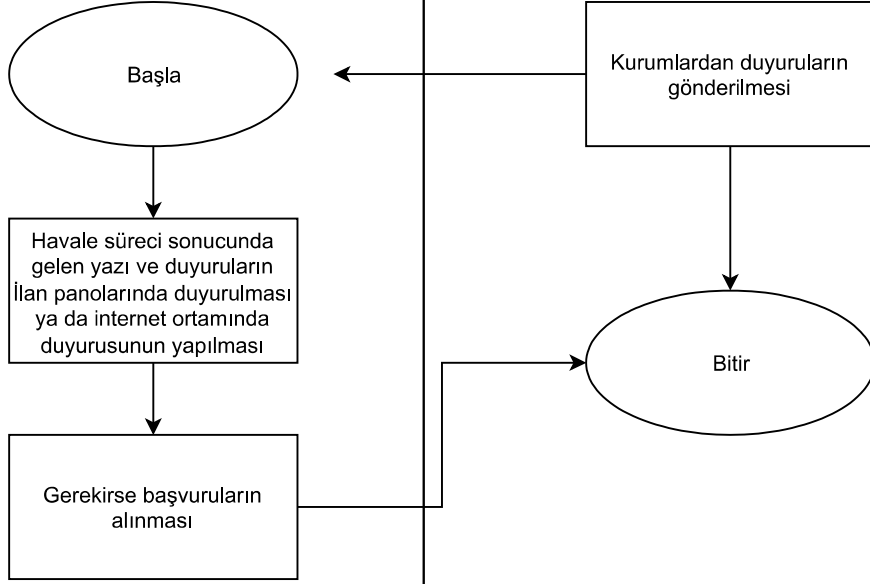 Başla
Kurumlardan duyuruların
gönderilmesi
Havale süreci sonucunda
gelen yazı ve duyuruların
İlan panolarında duyurulması
ya da internet ortamında
duyurusunun yapılması
Bitir
Gerekirse başvuruların
alınması